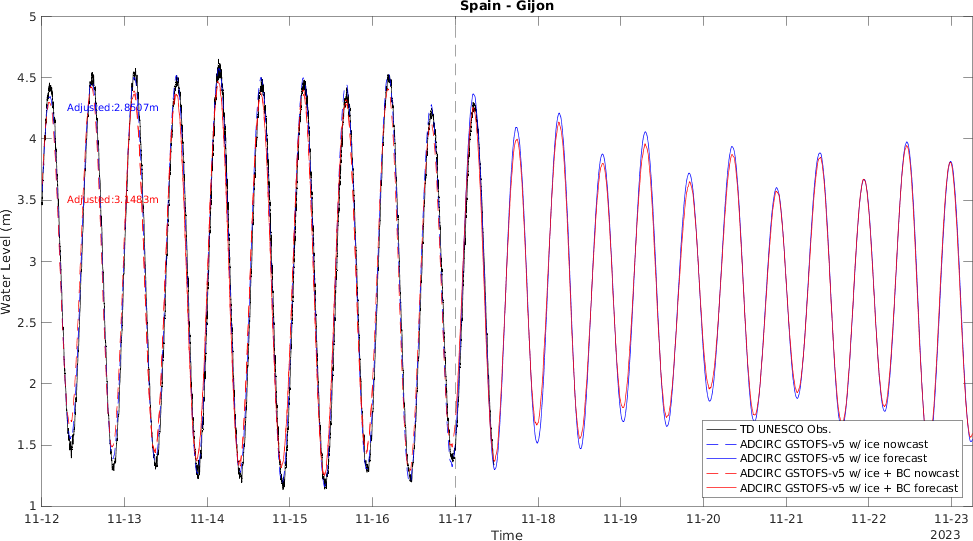 Spain - Gijon
5
4.5
4
3.5
3
2.5
2
1.5
1
Water Level (m)
Adjusted:2.8507m
Adjusted:3.1483m
TD UNESCO Obs.
ADCIRC GSTOFS-v5 w/ ice nowcast
ADCIRC GSTOFS-v5 w/ ice forecast
ADCIRC GSTOFS-v5 w/ ice + BC nowcast
ADCIRC GSTOFS-v5 w/ ice + BC forecast
11-12 11-13 11-14 11-15 11-16 11-17 11-18 11-19 11-20 11-21 11-22 11-23
Time
2023